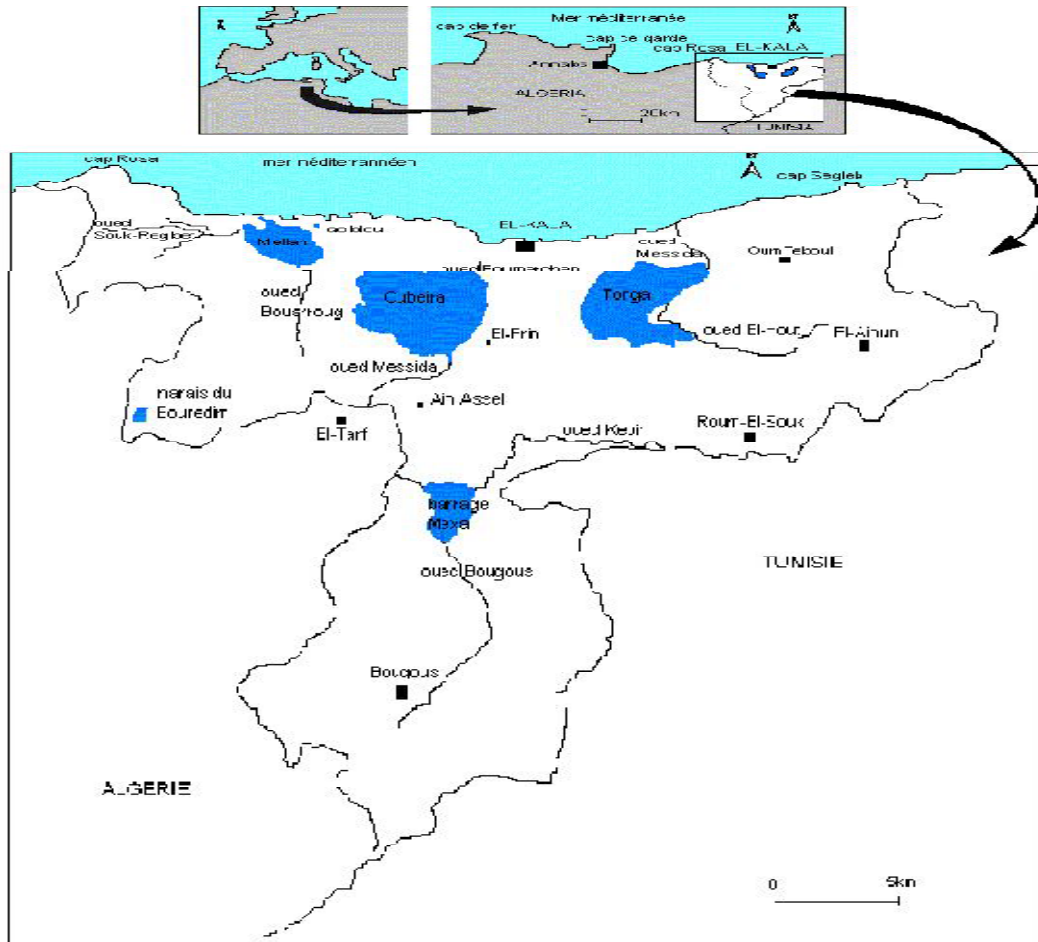 Mer méditerranée
cap de fer
cap de garde
cap Rosa EL-KALA
Annaba
ALGERIA
20km
TUNISIA
cap Rosa
mer méditerrannéen
N
cap Segleb
oued
Souk-Regibet
Mellah
EL-KALA
oued
Messida
Oum Teboul
oued
Bouarroug
Oubeira
Tonga
El-Frin
oued El-Hout
El-Aioun
oued Messida
marais du
Bouredim
Ain Assel
El-Tarf
oued Kebir
Roum-El-Souk
barrage
Mexa
oued Bougous
TUNISIE
Bougous
ALGERIE
0
5km